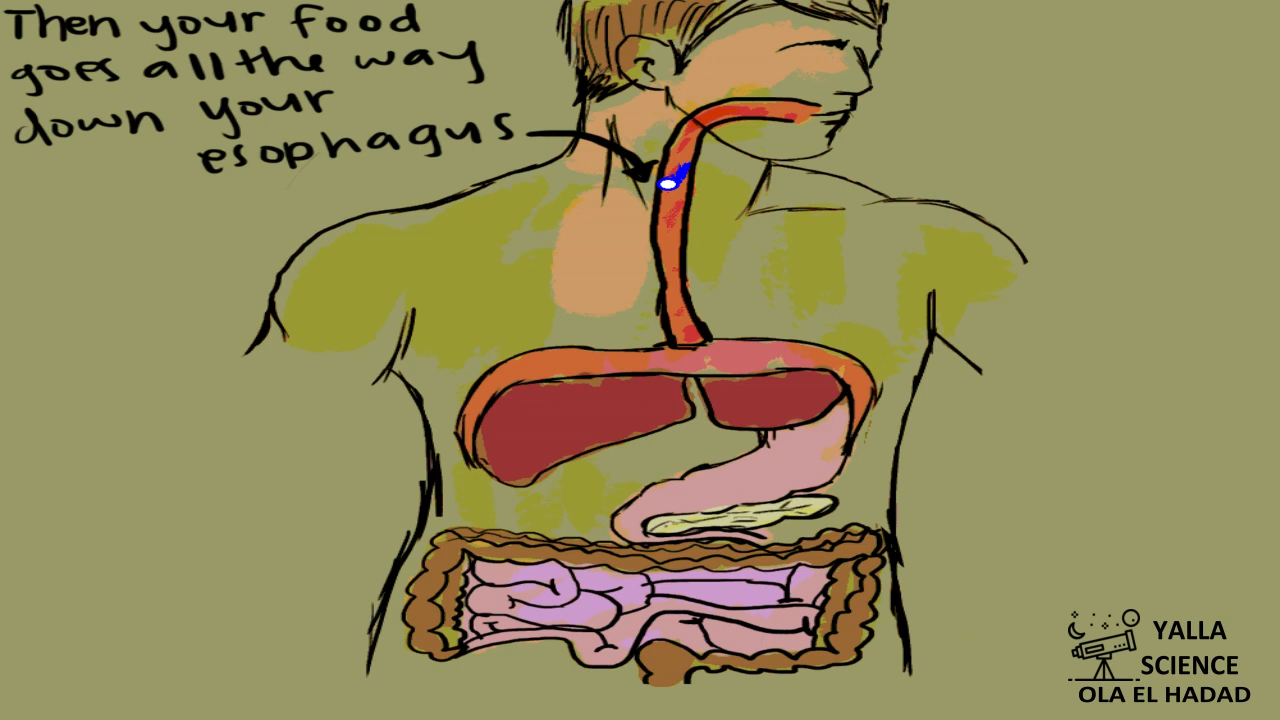 Then your food
goes all the way
down your
esophagus
YALLA
SCIENCE
OLA EL HADAD